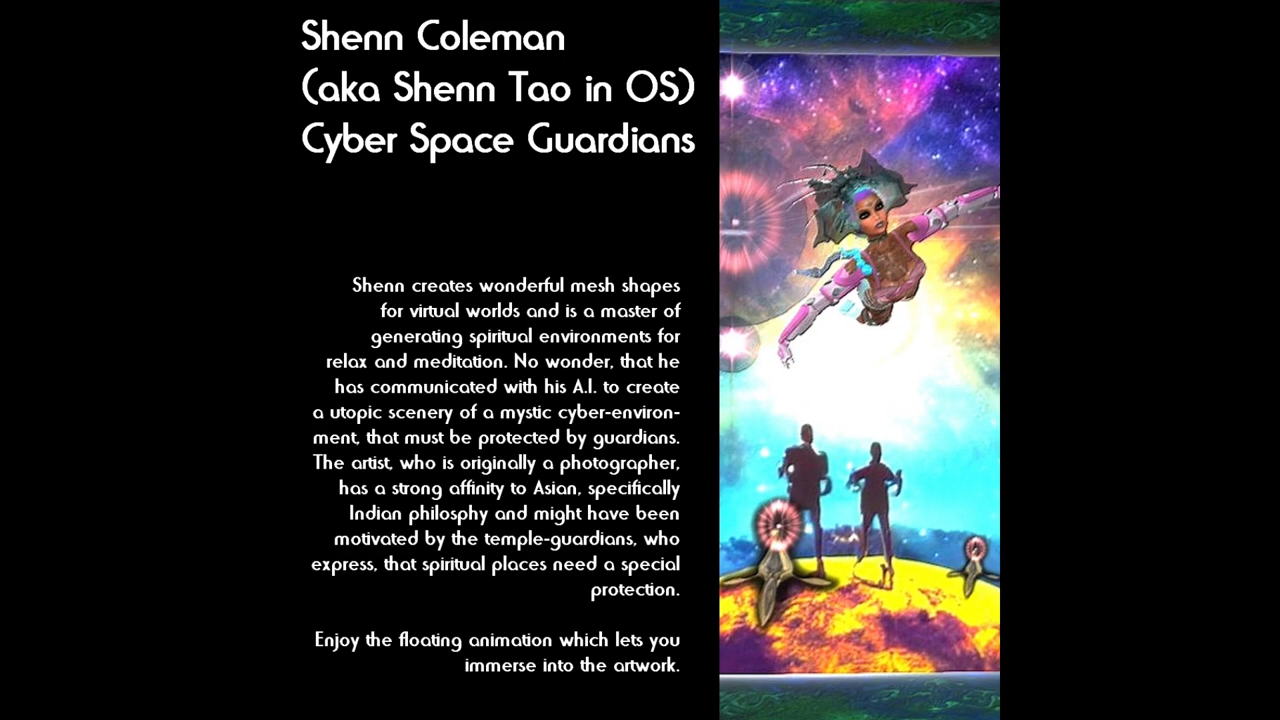 Shenn Coleman
(aka Shenn Tao in OS)
Cyber Space Guardians
Shenn creates wonderful mesh shapes
for virtual worlds and is a master of
generating spiritual environments for
relax and meditation. No wonder, that he
has communicated with his A.I. to create
a utopic scenery of a mystic cyber-environ-
ment, that must be protected by guardians.
The artist, who is originally a photographer,
has a strong affinity to Asian, specifically
Indian philosphy and might have been
motivated by the temple-guardians, who
express, that spiritual places need a special
protection.
Enjoy the floating animation which lets you
immerse into the artwork.